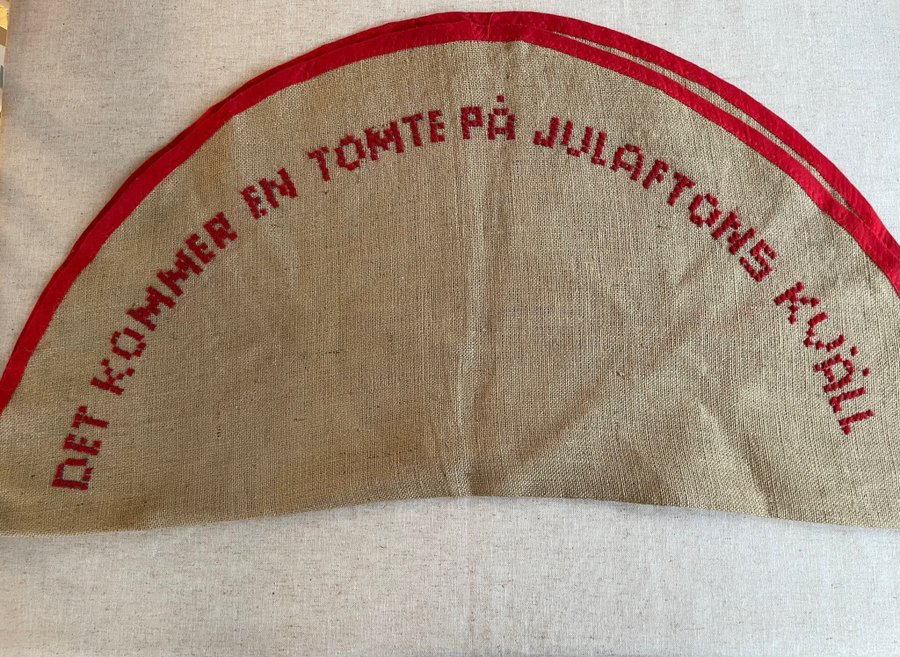 DET KOMMER EN TOMTE PÅ JULAFTONS KVÄLL